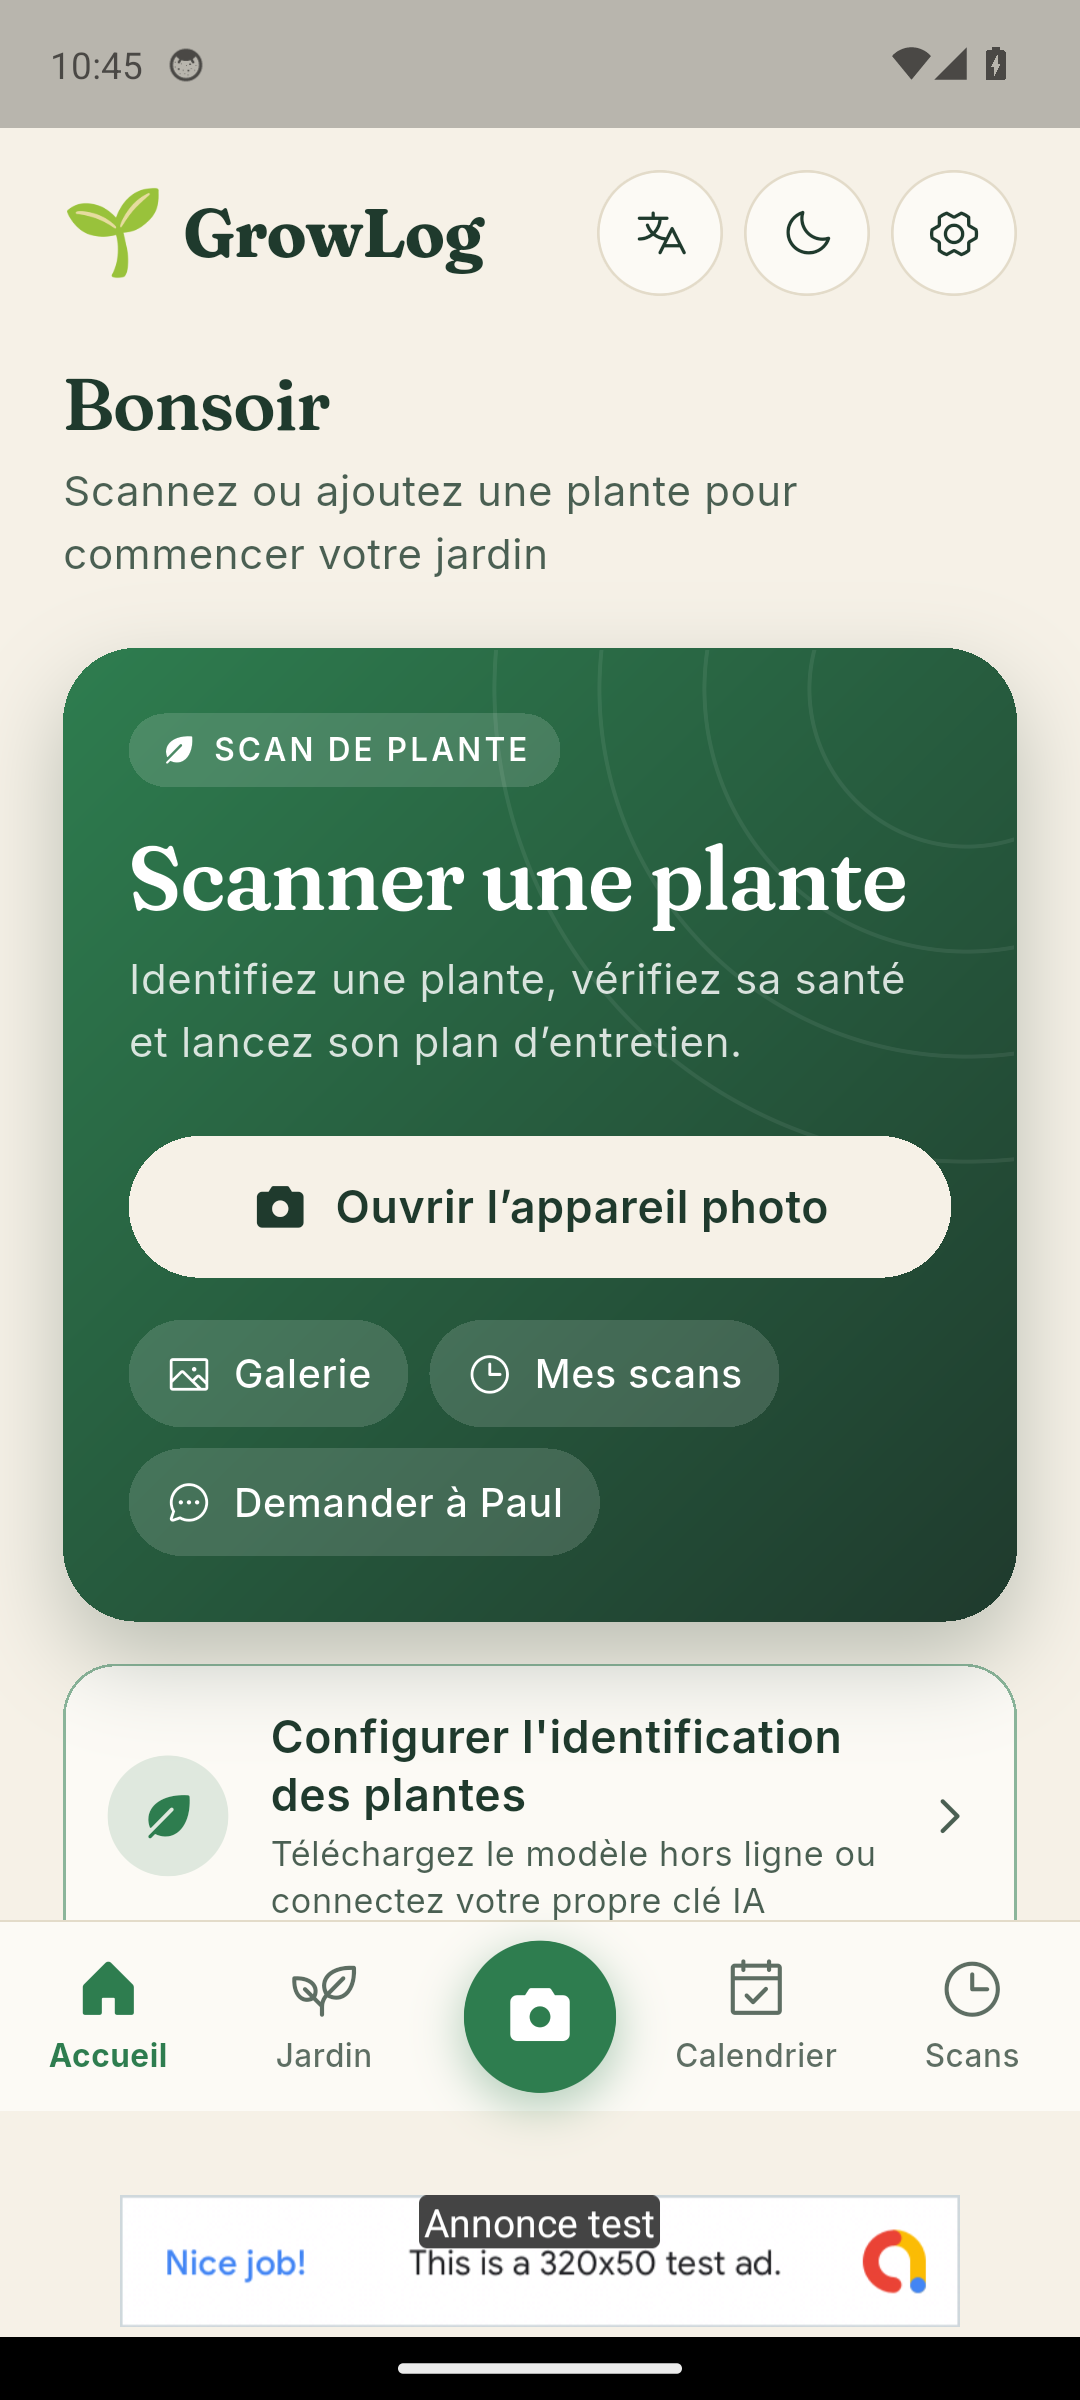 10:45
GrowLog
Bonsoir
Scannez ou ajoutez une plante pour
commencer votre jardin
SCAN DE PLANTE
Scanner une plante
Identifiez une plante, vérifiez sa santé
et lancez son plan d’entretien.
Ouvrir l’appareil photo
Galerie
Mes scans
Demander à Paul
Configurer l'identification
des plantes
Téléchargez le modèle hors ligne ou
connectez votre propre clé IA
Accueil
Jardin
Calendrier
Scans
Annonce test
Nice job!
This is a 320x50 test ad.